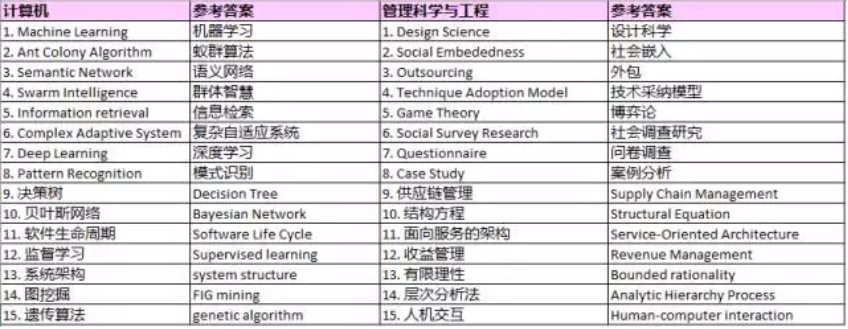 计算机 参考答案 管理科学与工程 参考答案
1. Machine Learning 机器学习 1. Design Science 设计科学
2. Ant Colony Algorithm 蚁群算法 2. Social Embededness 社会嵌入
3. Semantic Network 语义网络 3. Outsourcing 外包
4. Swarm Intelligence 群体智慧 4. Technique Adoption Model 技术采纳模型
5. Information retrieval 信息检索 5. Game Theory 博弈论
6. Complex Adaptive System 复杂自适应系统 6. Social Survey Research 社会调查研究
7. Deep Learning 深度学习 7. Questionnaire 问卷调查
8. Pattern Recognition 模式识别 8. Case Study 案例分析
9. 决策树 Decision Tree 9. 供应链管理 Supply Chain Management
10. 贝叶斯网络 Bayesian Network 10. 结构方程 Structural Equation
11. 软件生命周期 Software Life Cycle 11. 面向服务的架构 Service-Oriented Architecture
12. 监督学习 Supervised learning 12. 收益管理 Revenue Management
13. 系统架构 system structure 13. 有限理性 Bounded rationality
14. 图挖掘 FIG mining 14. 层次分析法 Analytic Hierarchy Process
15. 遗传算法 genetic algorithm 15. 人机交互 Human-computer interaction